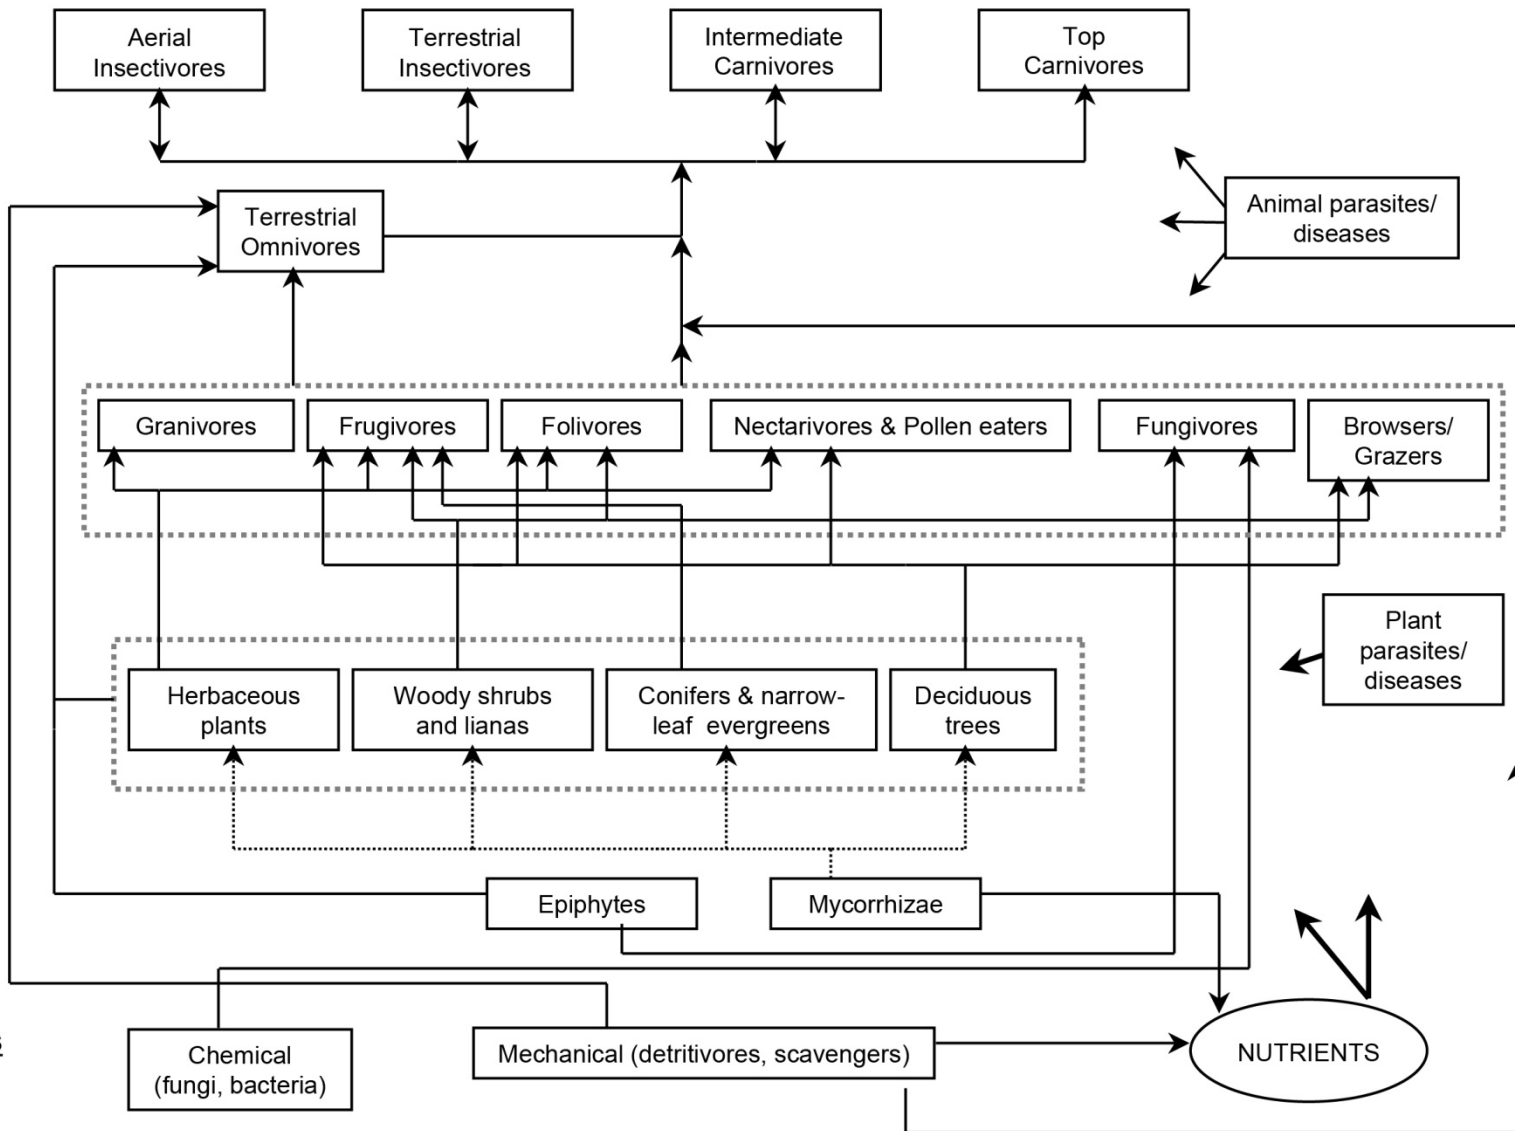 Aerial
Insectivores
Terrestrial
Insectivores
Intermediate
Carnivores
Top
Carnivores
Terrestrial
Omnivores
Animal parasites/
diseases
Granivores
Frugivores
Folivores
Nectarivores & Pollen eaters
Fungivores
Browsers/
Grazers
Plant
parasites/
diseases
Herbaceous
plants
Woody shrubs
and lianas
Conifers & narrow-
leaf evergreens
Deciduous
trees
Epiphytes
Mycorrhizae
s
Chemical
(fungi, bacteria)
Mechanical (detritivores, scavengers)
NUTRIENTS